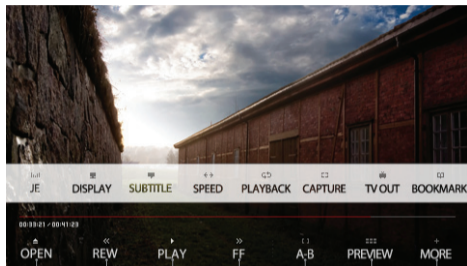 JE DISPLAY SUBTITLE SPEED PLAYBACK CAPTURE TV OUT BOOKMARK
00:33:21 / 00:41:23
OPEN REW PLAY FF A-B PREVIEW MORE